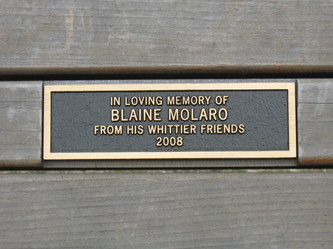 IN LOVING MEMORY OF
BLAINE MOLARO
FROM HIS WHITTIER FRIENDS
2008